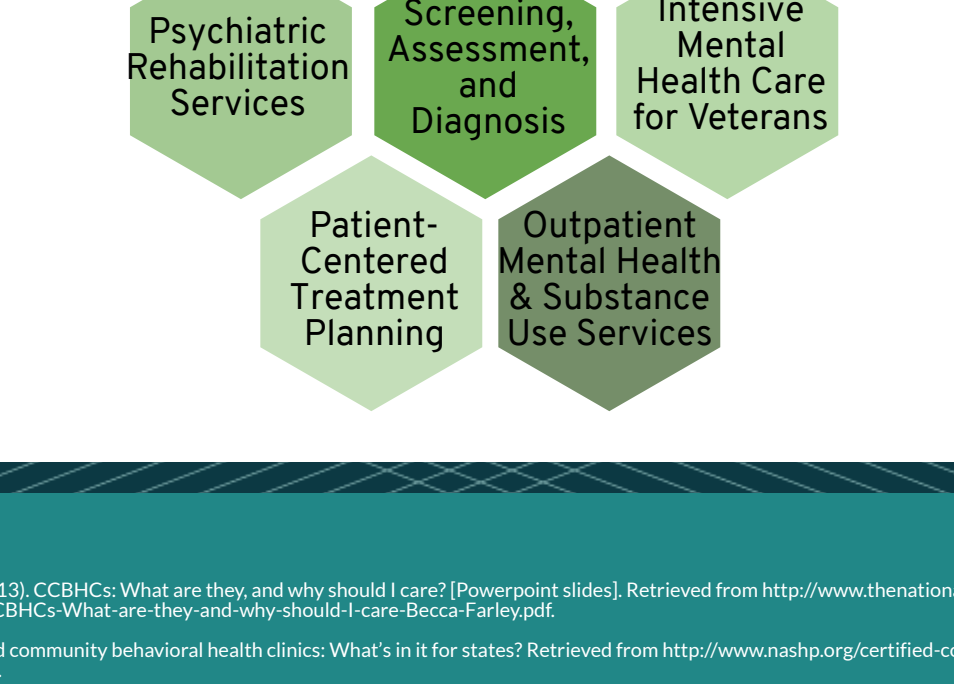 Psychiatric
Rehabilitation
Services
Screening,
Assessment,
and
Diagnosis
Intensive
Mental
Health Care
for Veterans
Patient-
Centered
Treatment
Planning
Outpatient
Mental Health
& Substance
Use Services
13). CCBHCs: What are they, and why should I care? [Powerpoint slides]. Retrieved from http://www.thenation
CBHCs-What-are-they-and-why-should-I-care-Becca-Farley.pdf.
d community behavioral health clinics: What's in it for states? Retrieved from http://www.nashp.org/certified-co